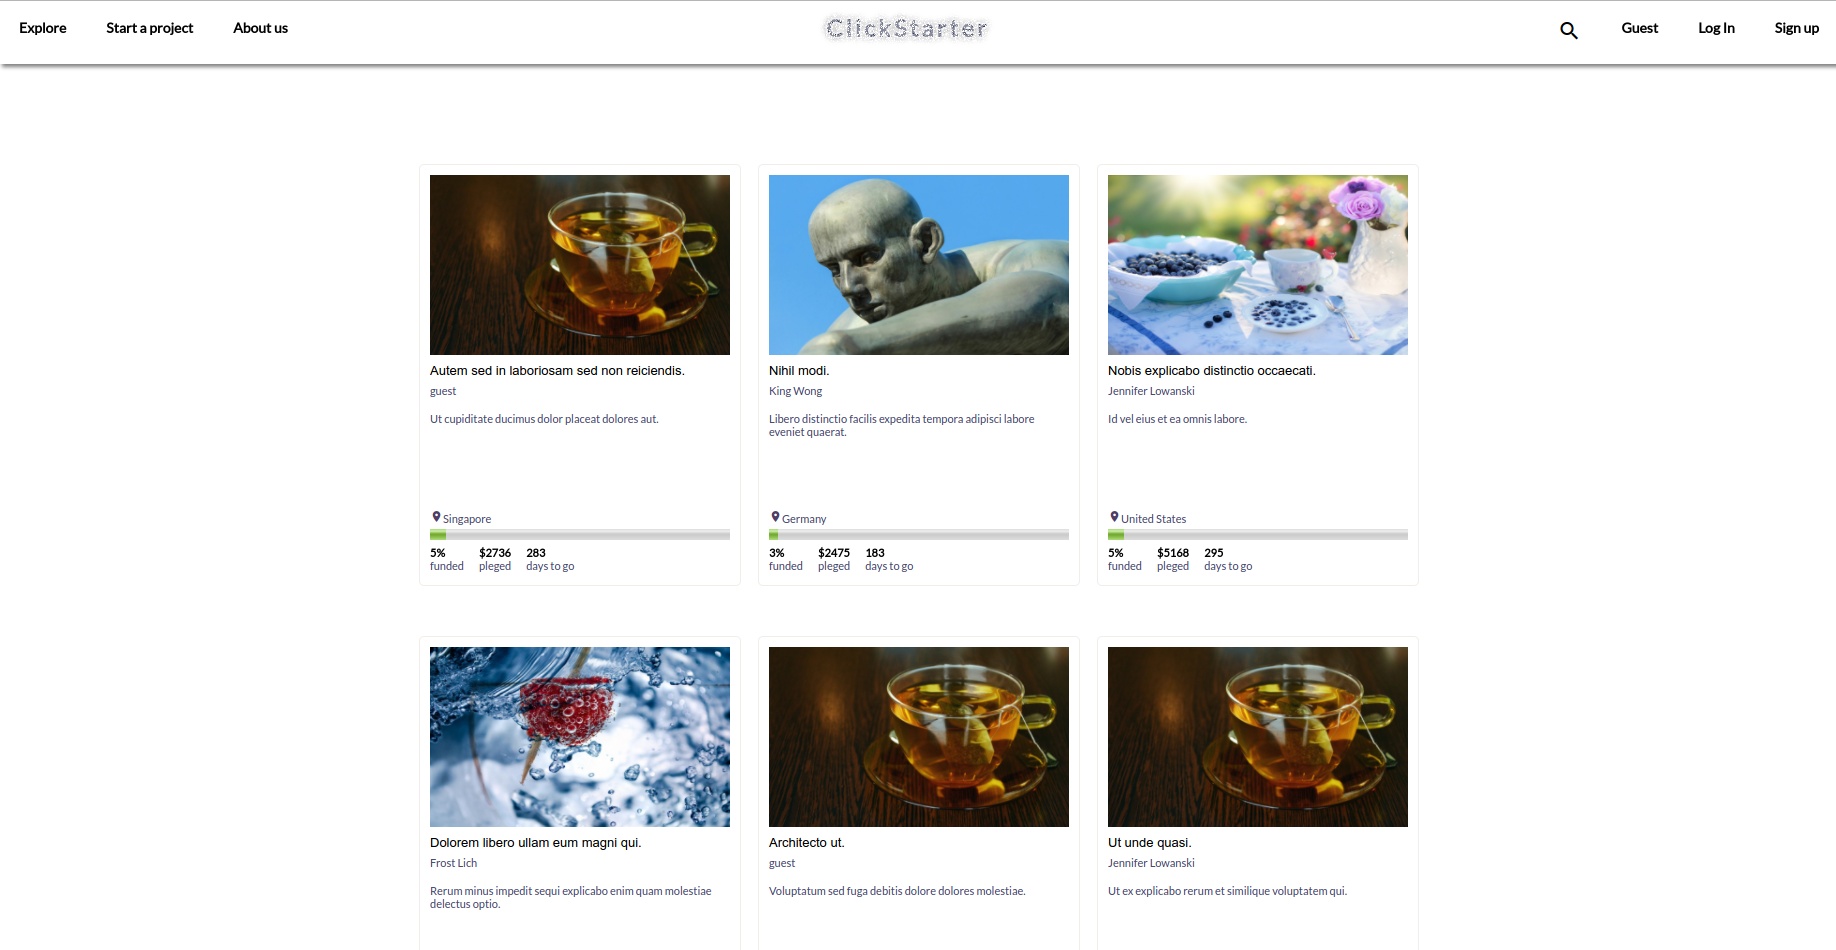 Explore Start a project About us ClickStarter Guest Log In Sign up
Autem sed in laboriosam sed non reiciendis.
guest
Ut cupiditate ducimus dolor placeat dolores aut.
Singapore
5% $2736 283
funded pleged days to go
Nihil modi.
King Wong
Libero distinctio facilis expedita tempora adipisci labore
eveniet quaerat.
Germany
3% $2475 183
funded pleged days to go
Nobis explicabo distinctio occaecati.
Jennifer Lowanski
Id vel eius et ea omnis labore.
United States
5% $5168 295
funded pleged days to go
Dolorem libero ullam eum magni qui.
Frost Lich
Rerum minus impedit sequi explicabo enim quam molestiae
delectus optio.
Architecto ut.
guest
Voluptatum sed fuga debitis dolore dolores molestiae.
Ut unde quasi.
Jennifer Lowanski
Ut ex explicabo rerum et similique voluptatem qui.